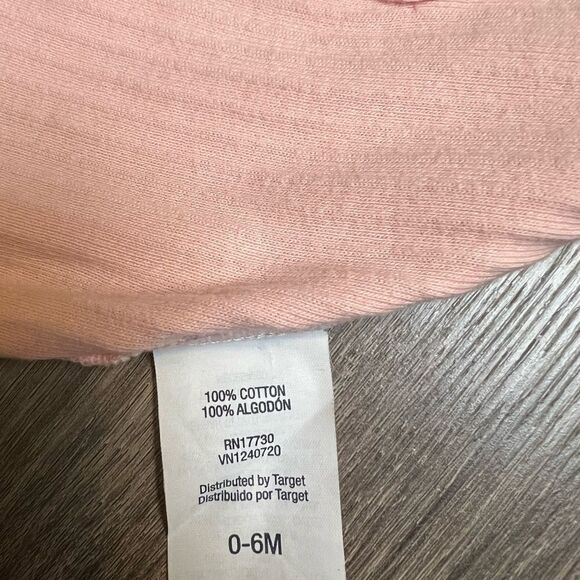 100% COTTON
100% ALGODÓN
RN17730
VN1240720
Distributed by Target
Distribuido por Target
0-6M